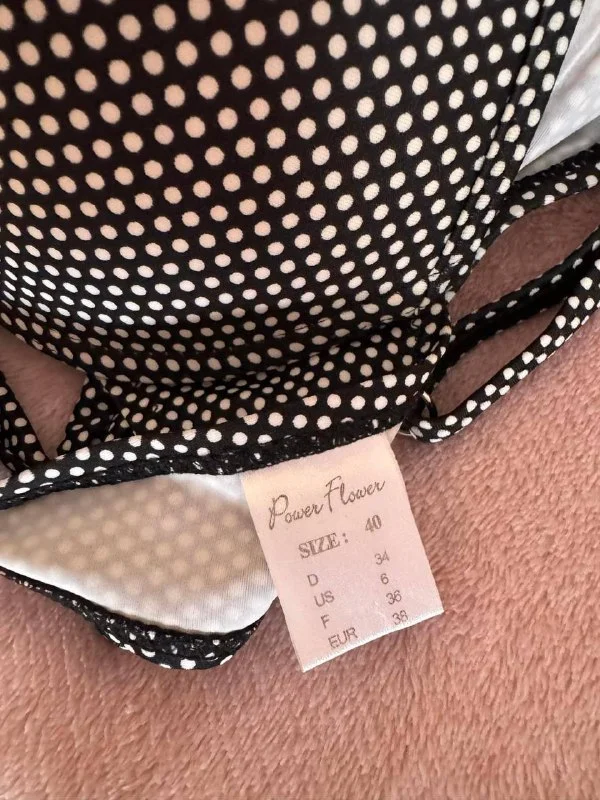 Power Flower
SIZE: 40
D 34
US 6
F 36
EUR 38